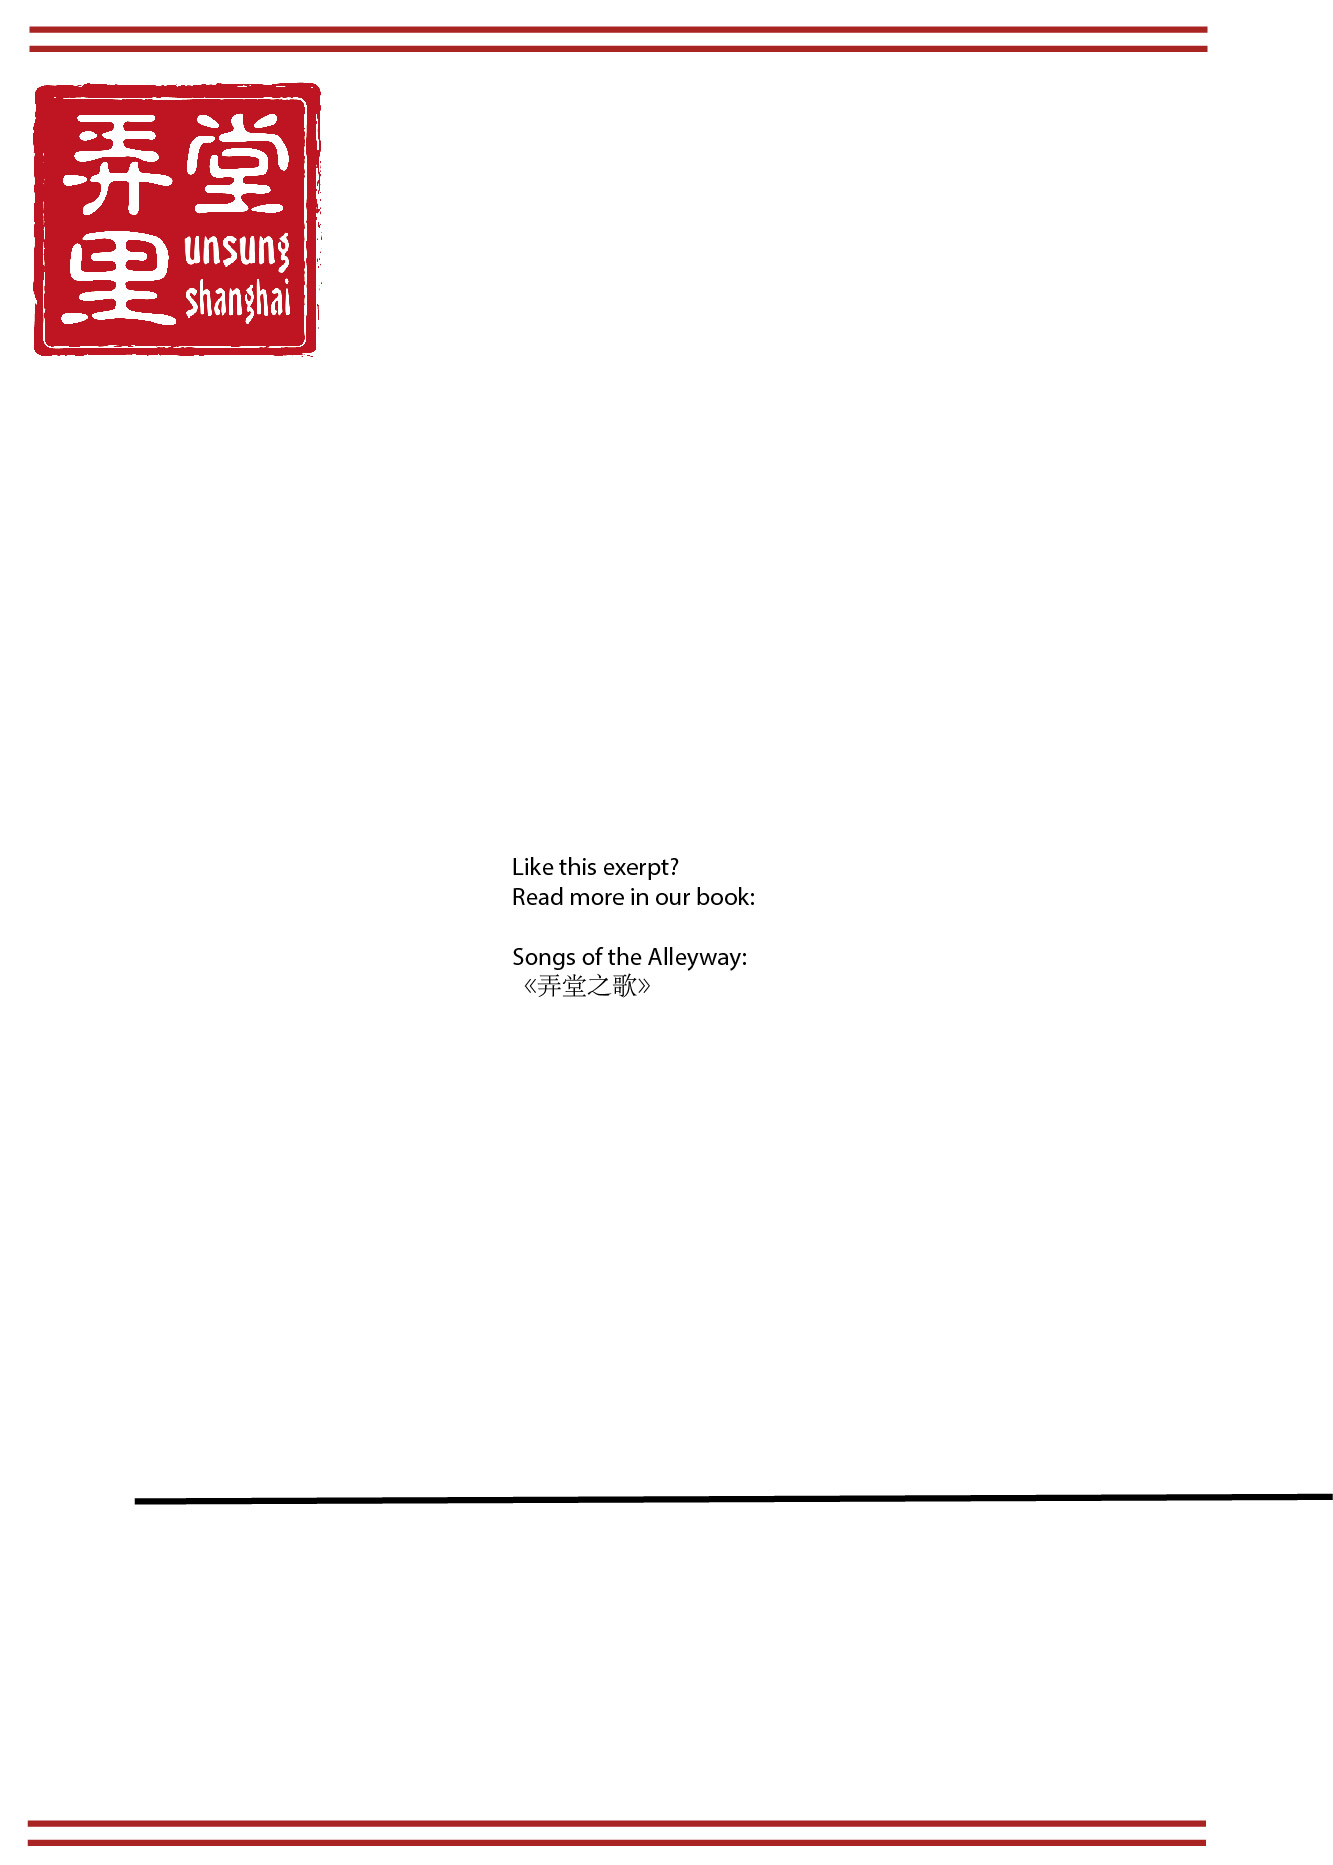 弄堂
里
unsung
shanghai
Like this exerpt?
Read more in our book:
Songs of the Alleyway:
《弄堂之歌》